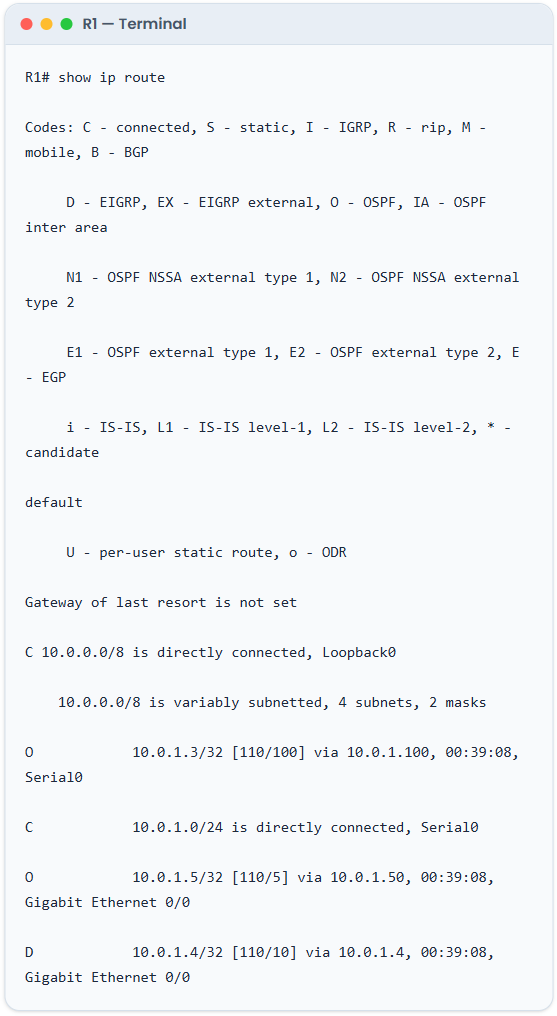 R1 — Terminal
R1# show ip route
Codes: C - connected, S - static, I - IGRP, R - rip, M -
mobile, B - BGP
D - EIGRP, EX - EIGRP external, O - OSPF, IA - OSPF
inter area
N1 - OSPF NSSA external type 1, N2 - OSPF NSSA external
type 2
E1 - OSPF external type 1, E2 - OSPF external type 2, E
- EGP
i - IS-IS, L1 - IS-IS level-1, L2 - IS-IS level-2, * -
candidate
default
U - per-user static route, o - ODR
Gateway of last resort is not set
C 10.0.0.0/8 is directly connected, Loopback0
10.0.0.0/8 is variably subnetted, 4 subnets, 2 masks
O 10.0.1.3/32 [110/100] via 10.0.1.100, 00:39:08,
Serial0
C 10.0.1.0/24 is directly connected, Serial0
O 10.0.1.5/32 [110/5] via 10.0.1.50, 00:39:08,
Gigabit Ethernet 0/0
D 10.0.1.4/32 [110/10] via 10.0.1.4, 00:39:08,
Gigabit Ethernet 0/0